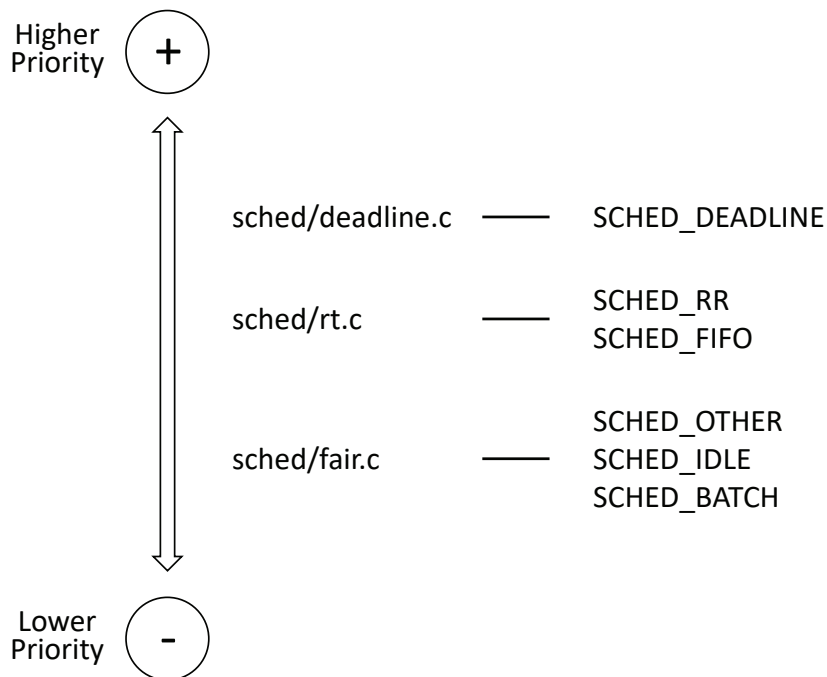 Higher
Priority
+
sched/deadline.c
SCHED_DEADLINE
sched/rt.c
SCHED_RR
SCHED_FIFO
sched/fair.c
SCHED_OTHER
SCHED_IDLE
SCHED_BATCH
Lower
Priority
-